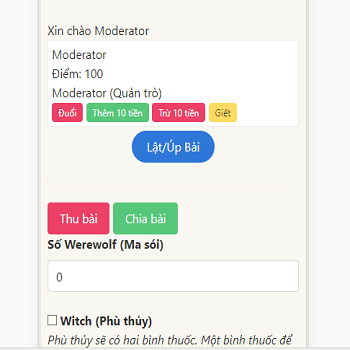 Xin chào Moderator
Moderator
Điểm: 100
Moderator (Quản trò)
Đuổi Thêm 10 tiền Trừ 10 tiền Giết
Lật/Úp Bài
Thu bài Chia bài
Số Werewolf (Ma sói)
0
Witch (Phù thủy)
Phù thủy sẽ có hai bình thuốc. Một bình thuốc để